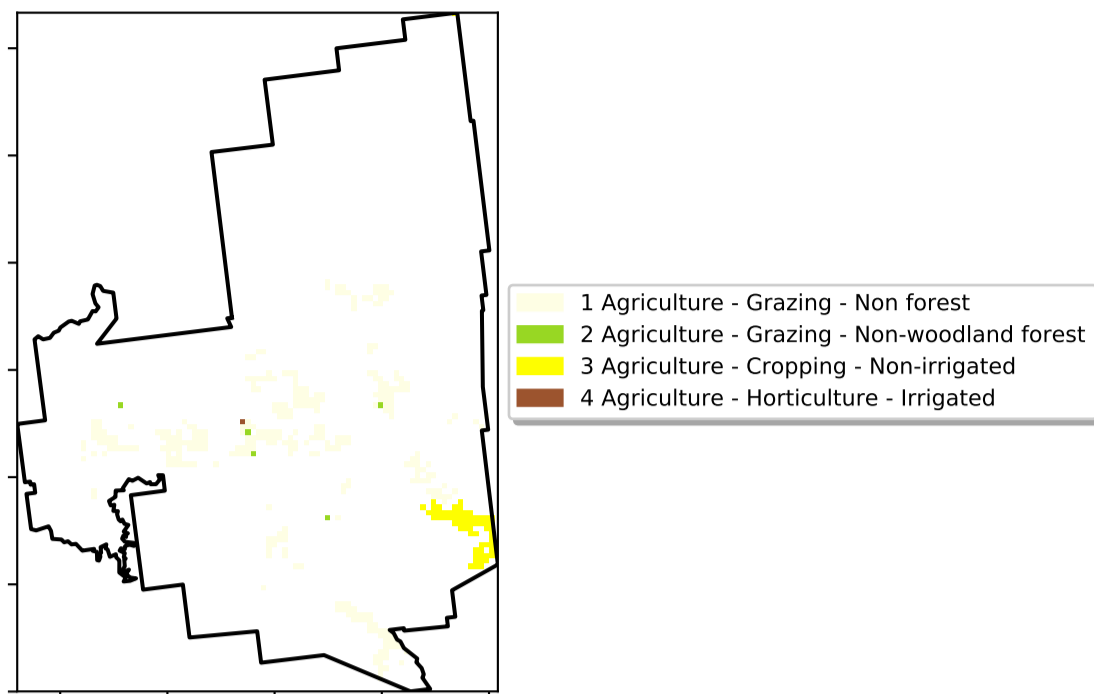 1 Agriculture - Grazing - Non forest
2 Agriculture - Grazing - Non-woodland forest
3 Agriculture - Cropping - Non-irrigated
4 Agriculture - Horticulture - Irrigated